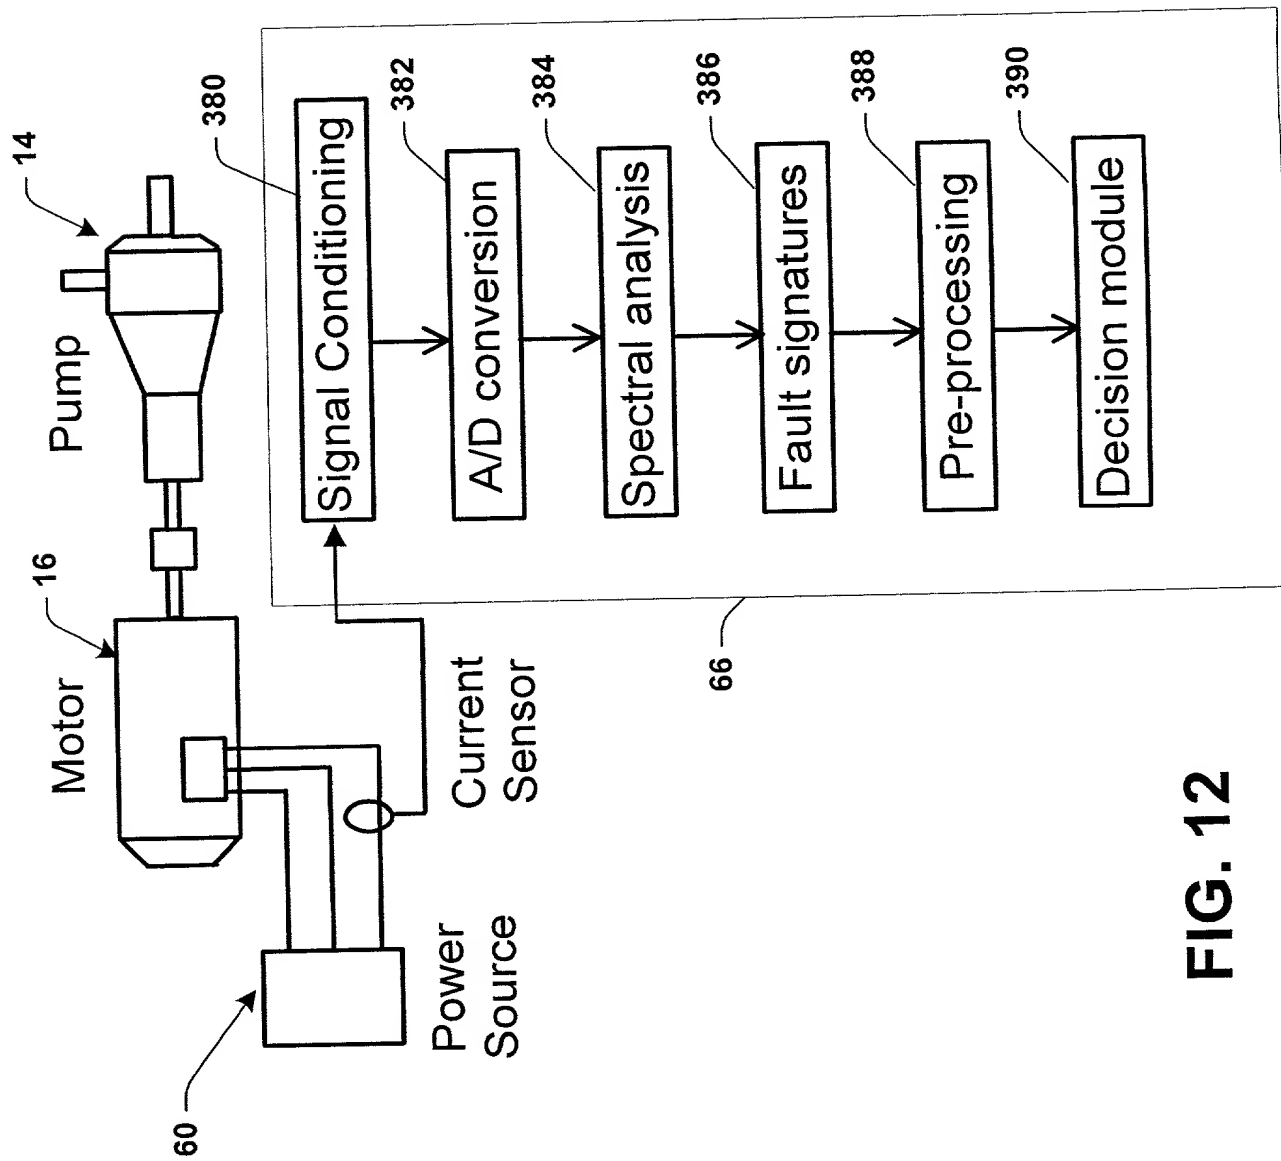 Motor
16
Pump
14
60
Power
Source
Current
Sensor
66
380
Signal Conditioning
382
A/D conversion
384
Spectral analysis
386
Fault signatures
388
Pre-processing
390
Decision module
FIG. 12